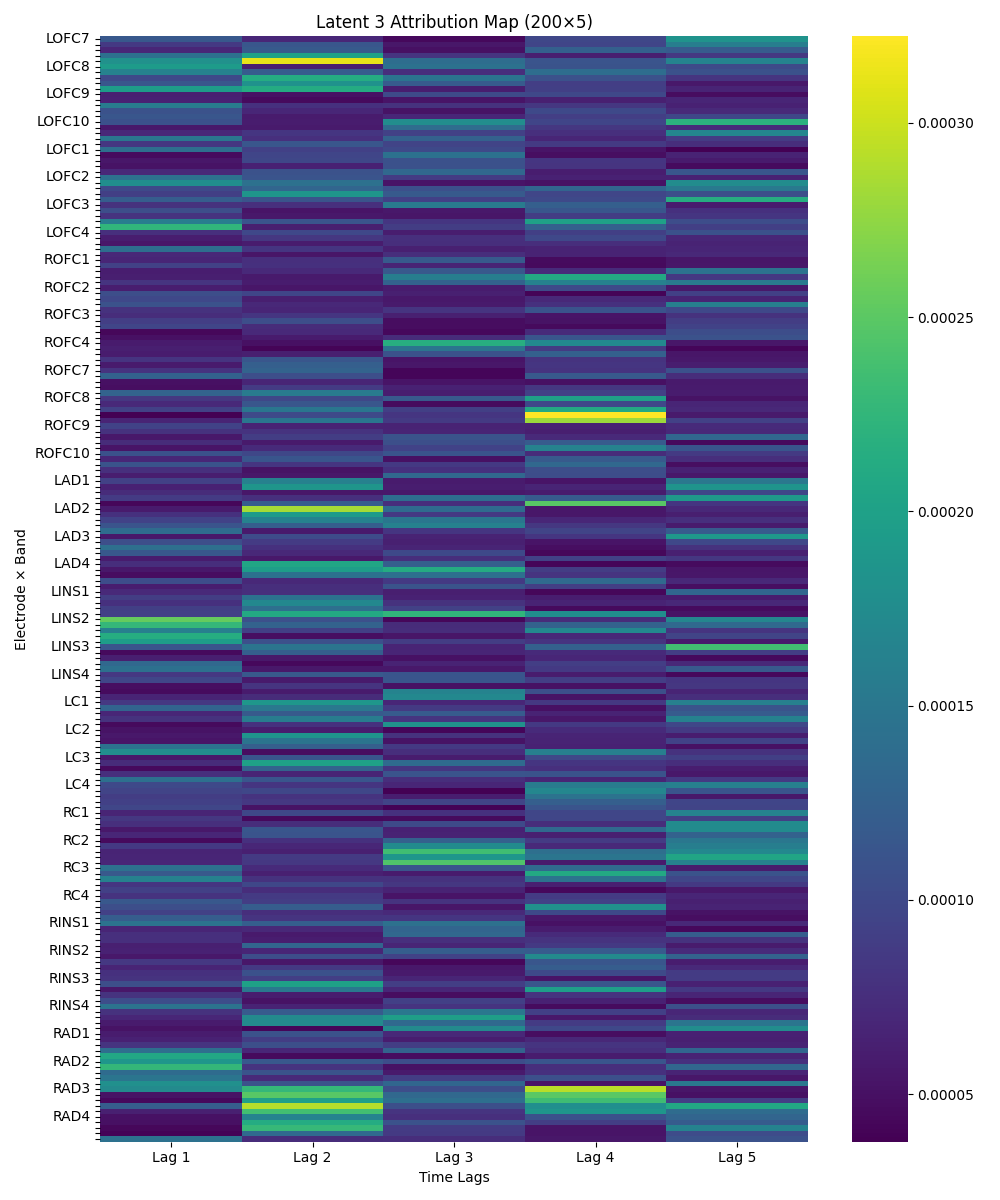 Latent 3 Attribution Map (200×5)
LOFC7
LOFC8
LOFC9
LOFC10
LOFC1
LOFC2
LOFC3
LOFC4
ROFC1
ROFC2
ROFC3
ROFC4
ROFC7
ROFC8
ROFC9
ROFC10
LAD1
LAD2
LAD3
LAD4
LINS1
LINS2
LINS3
LINS4
LC1
LC2
LC3
LC4
RC1
RC2
RC3
RC4
RINS1
RINS2
RINS3
RINS4
RAD1
RAD2
RAD3
RAD4
Electrode × Band
Lag 1 Lag 2 Lag 3 Lag 4 Lag 5
Time Lags
0.00030
0.00025
0.00020
0.00015
0.00010
0.00005